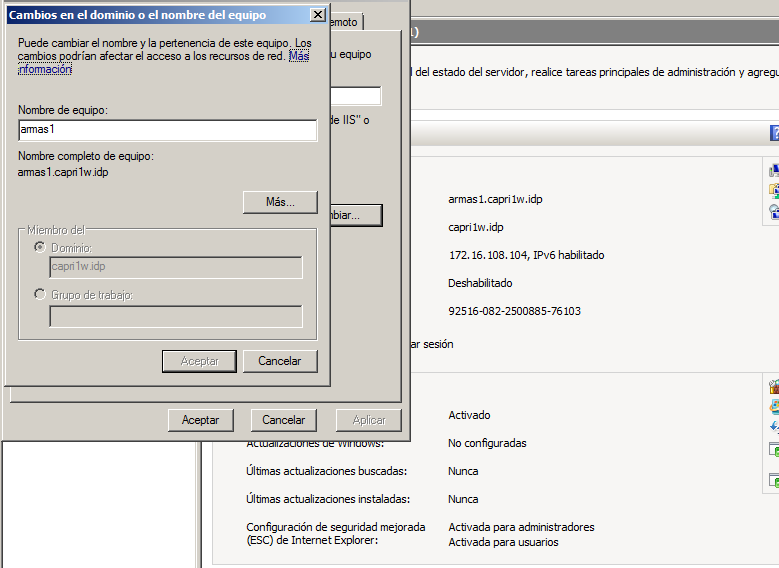 Cambios en el dominio o el nombre del equipo
Puede cambiar el nombre y la pertenencia de este equipo. Los
cambios podrían afectar el acceso a los recursos de red. Más
información
Nombre de equipo:
armas1
Nombre completo de equipo:
armas1.capri1w.idp
Más...
Miembro del
Dominio:
capri1w.idp
Grupo de trabajo:
Aceptar
Cancelar
emoto
u equipo
de IIS" o
nbiar...
Aceptar
Cancelar
Aplicar
1)
del estado del servidor, realice tareas principales de administración y agregu
armas1.capri1w.idp
capri1w.idp
172.16.108.104, IPv6 habilitado
Deshabilitado
92516-082-2500885-76103
ar sesión
Activado
Actualizaciones de Windows:
No configuradas
Últimas actualizaciones buscadas:
Nunca
Últimas actualizaciones instaladas:
Nunca
Configuración de seguridad mejorada
(ESC) de Internet Explorer:
Activada para administradores
Activada para usuarios